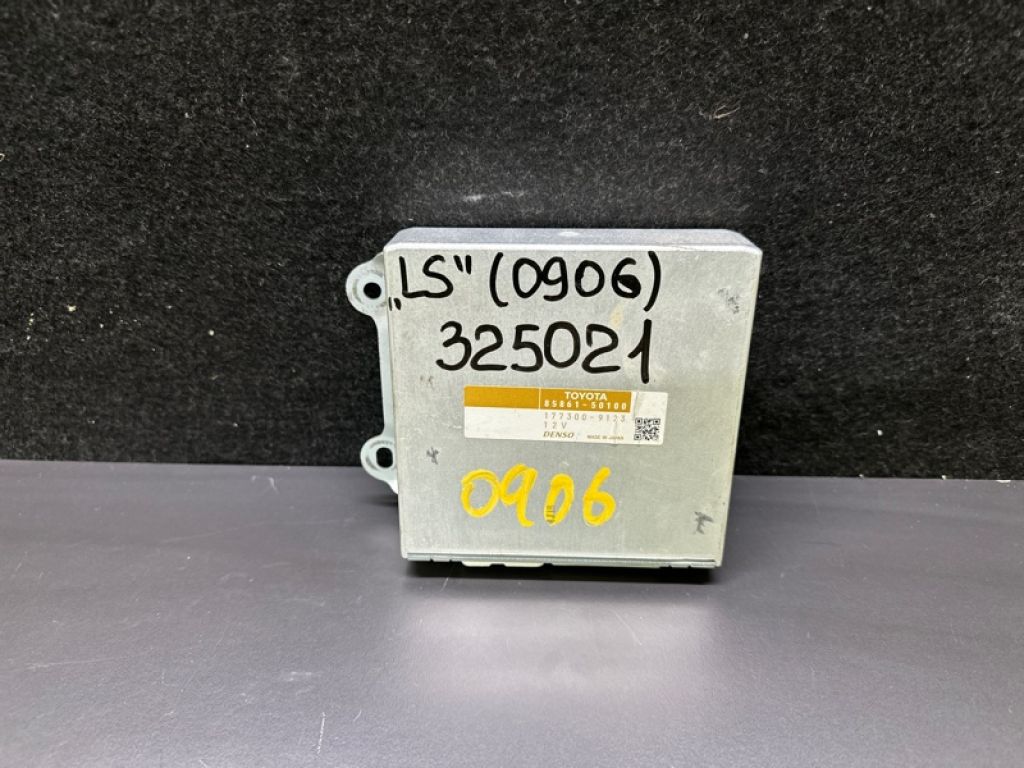 „LS" (0906)
325021
TOYOTA
85861-50100
177300-9123
12V
DENSO MADE IN JAPAN
0906